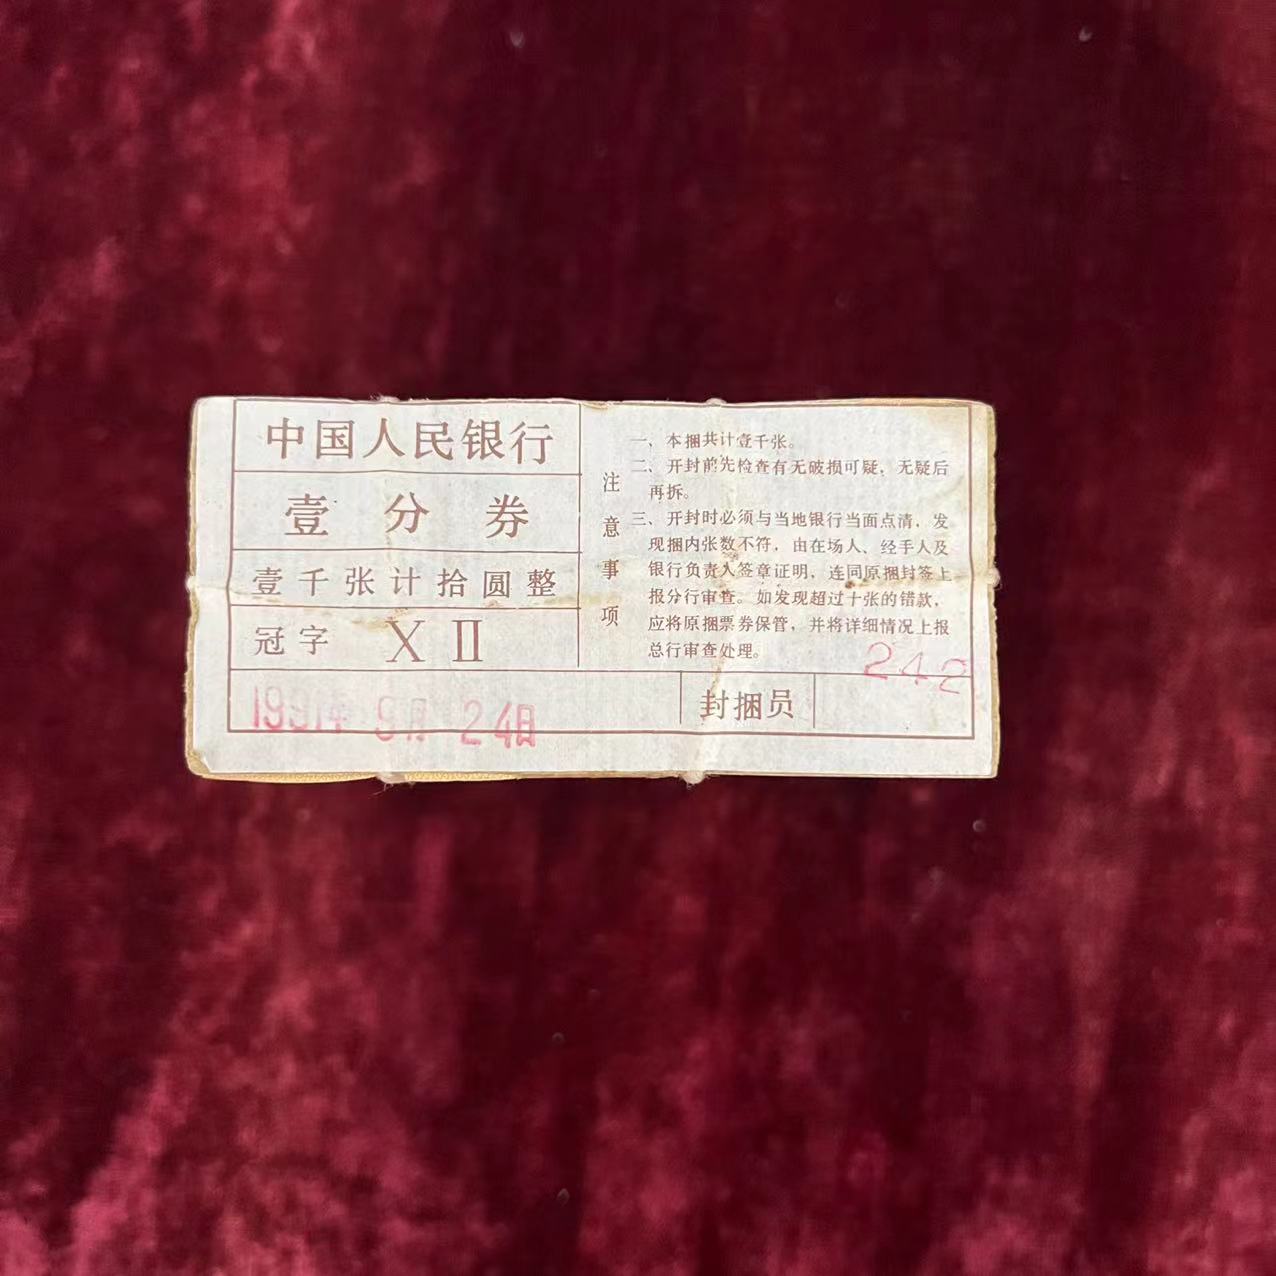 中国人民银行
壹分券
壹千张计拾圆整
冠字 X II
1991年 9月 24日
注意事项
一、本捆共计壹千张。
二、开封前先检查有无破损可疑，无疑后
再拆。
三、开封时必须与当地银行当面点清，发
现捆内张数不符，由在场人、经手人及
银行负责人签章证明，连同原捆封签上
报分行审查。如发现超过十张的错款，
应将原捆票券保管，并将详细情况上报
总行审查处理。
封捆员
242